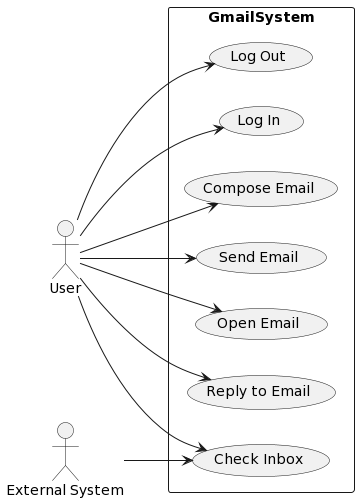 GmailSystem
Log Out
Log In
Compose Email
Send Email
User
Open Email
Reply to Email
Check Inbox
External System